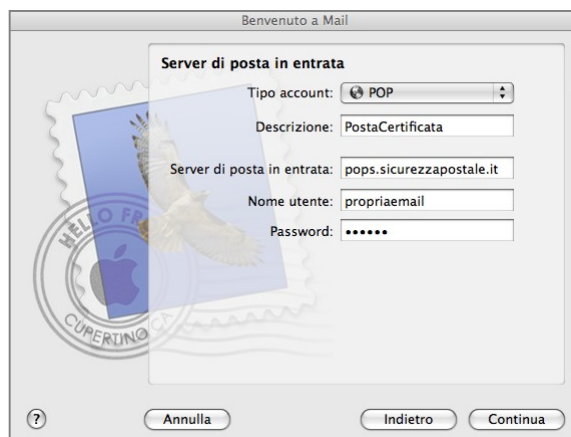 Benvenuto a Mail
Server di posta in entrata
Tipo account: POP
Descrizione: PostaCertificata
Server di posta in entrata: pops.sicurezzapostale.it
Nome utente: propriaemail
Password: ••••••
HELLO FR
CUPERTINO CA
? Annulla Indietro Continua